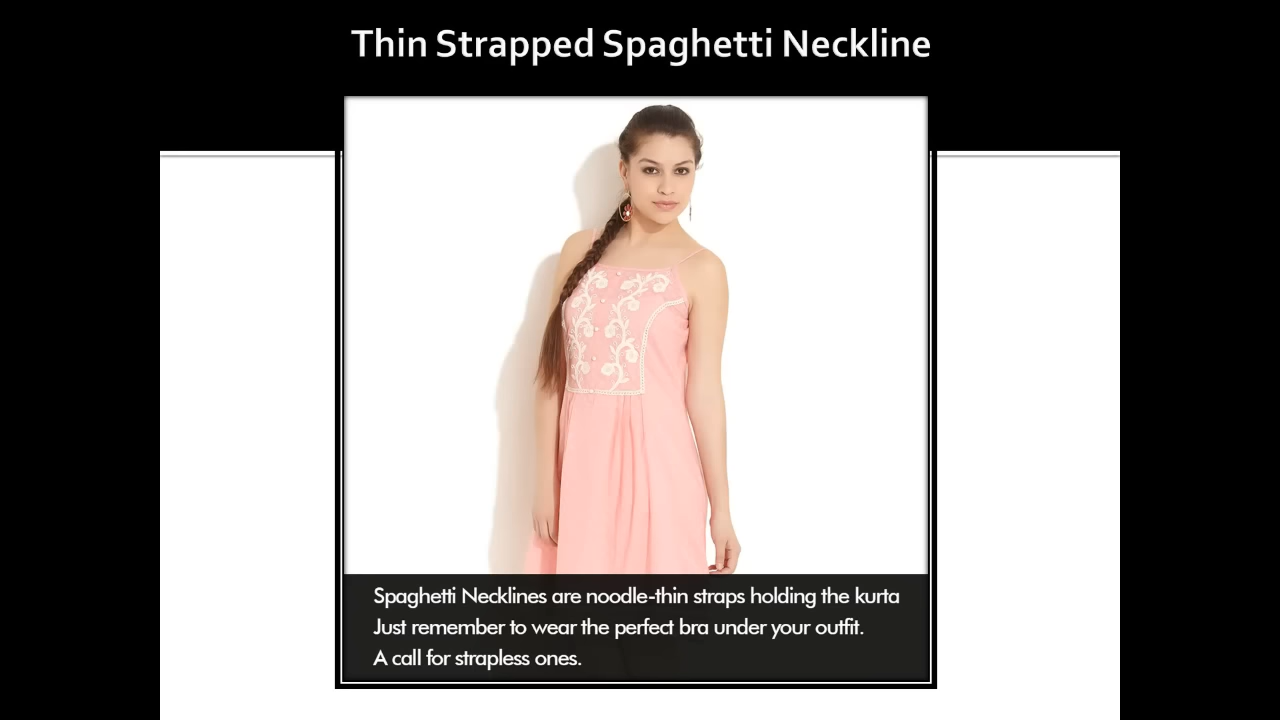 Thin Strapped Spaghetti Neckline
Spaghetti Necklines are noodle-thin straps holding the kurta
Just remember to wear the perfect bra under your outfit.
A call for strapless ones.